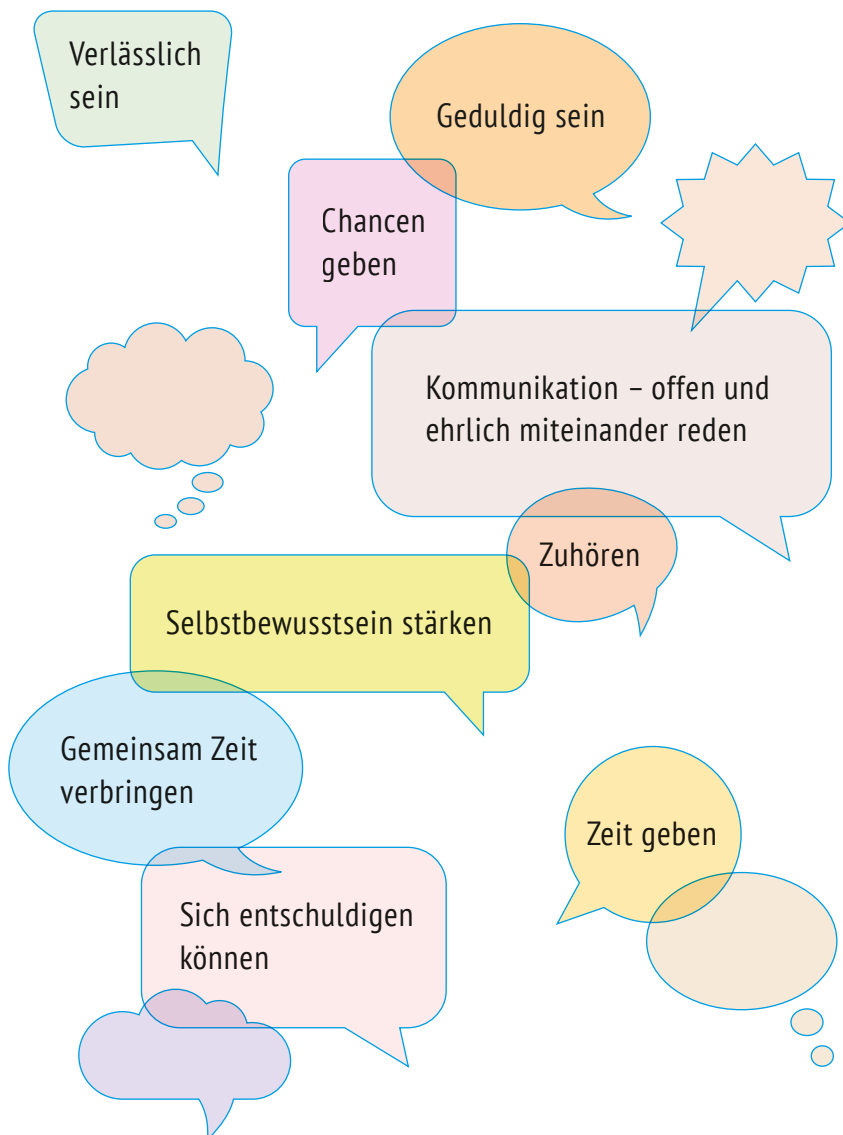 Verlässlich
sein
Geduldig sein
Chancen
geben
Kommunikation – offen und
ehrlich miteinander reden
Zuhören
Selbstbewusstsein stärken
Gemeinsam Zeit
verbringen
Zeit geben
Sich entschuldigen
können